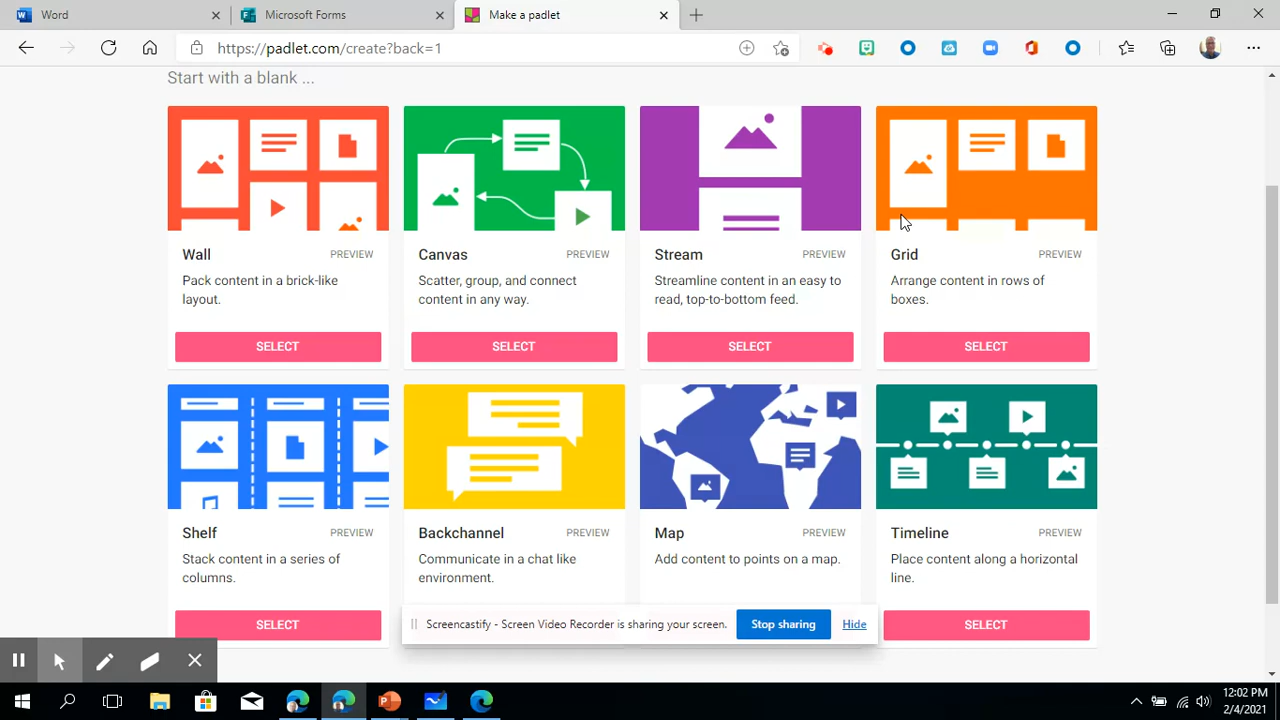 Word
Microsoft Forms
Make a padlet
https://padlet.com/create?back=1
Start with a blank ...
Wall PREVIEW
Pack content in a brick-like
layout.
SELECT
Canvas PREVIEW
Scatter, group, and connect
content in any way.
SELECT
Stream PREVIEW
Streamline content in an easy to
read, top-to-bottom feed.
SELECT
Grid PREVIEW
Arrange content in rows of
boxes.
SELECT
Shelf PREVIEW
Stack content in a series of
columns.
SELECT
Backchannel PREVIEW
Communicate in a chat like
environment.
Map PREVIEW
Add content to points on a map.
Timeline PREVIEW
Place content along a horizontal
line.
SELECT
Screencastify - Screen Video Recorder is sharing your screen.
Stop sharing
Hide
12:02 PM
2/4/2021